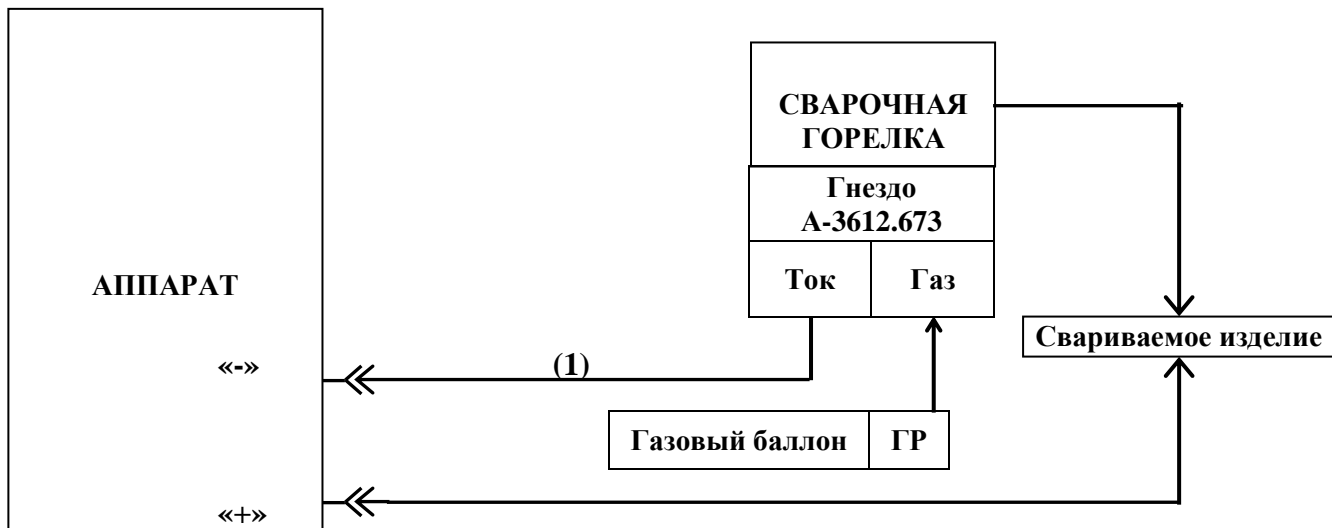 СВАРОЧНАЯ
ГОРЕЛКА
Гнездо
А-3612.673
Ток
Газ
АППАРАТ
Свариваемое изделие
«-»
(1)
Газовый баллон
ГР
«+»